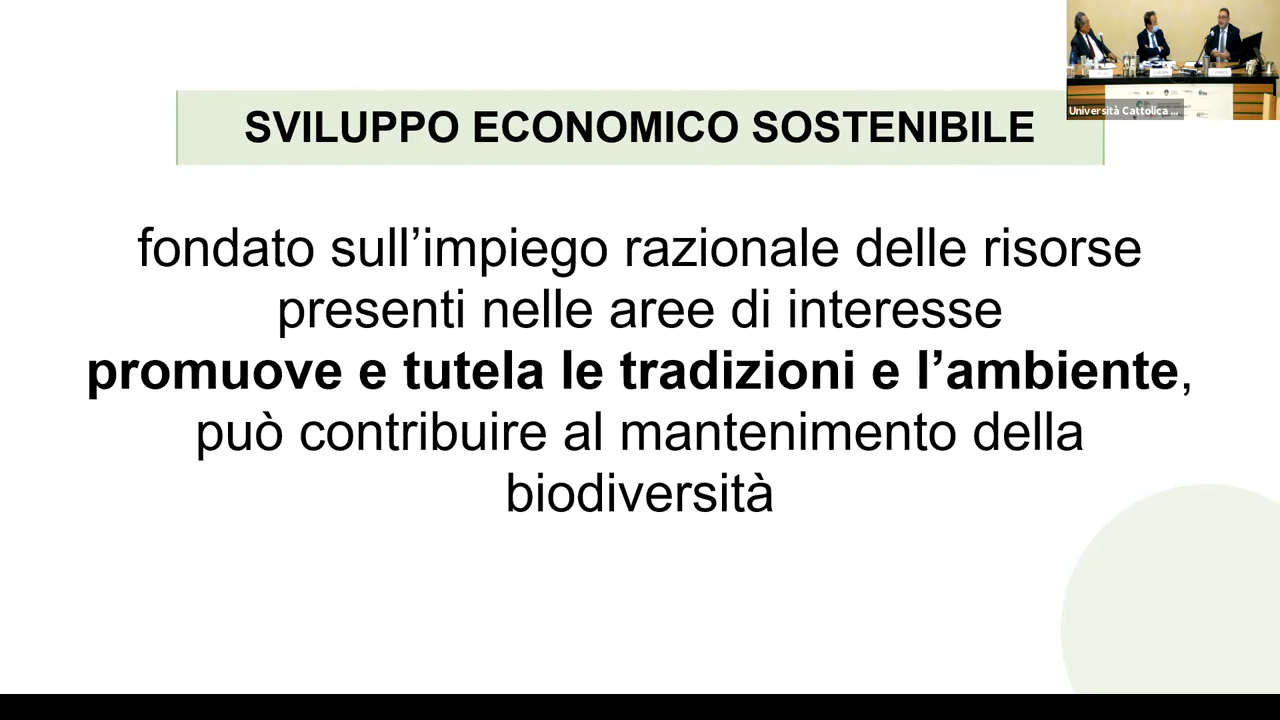 SVILUPPO ECONOMICO SOSTENIBILE
fondato sull’impiego razionale delle risorse
presenti nelle aree di interesse
promuove e tutela le tradizioni e l’ambiente,
può contribuire al mantenimento della
biodiversità
Università Cattolica ...